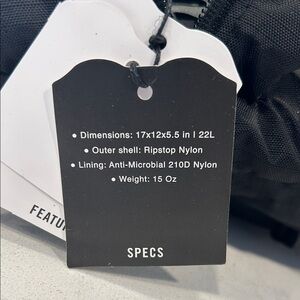 • Dimensions: 17x12x5.5 in | 22L
• Outer shell: Ripstop Nylon
• Lining: Anti-Microbial 210D Nylon
• Weight: 15 Oz
SPECS
FEATU